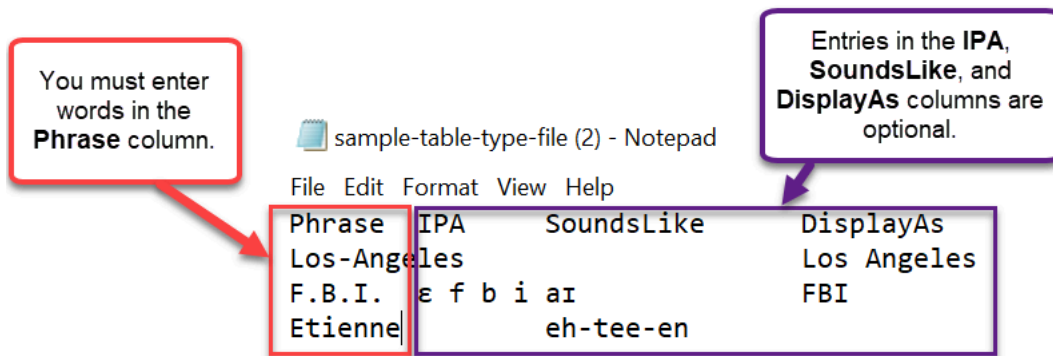 You must enter
words in the
Phrase column.
Entries in the IPA,
SoundsLike, and
DisplayAs columns are
optional.
sample-table-type-file (2) - Notepad
File Edit Format View Help
Phrase IPA SoundsLike DisplayAs
Los-Angeles Los Angeles
F.B.I. ɛ f b i aɪ FBI
Etienne eh-tee-en